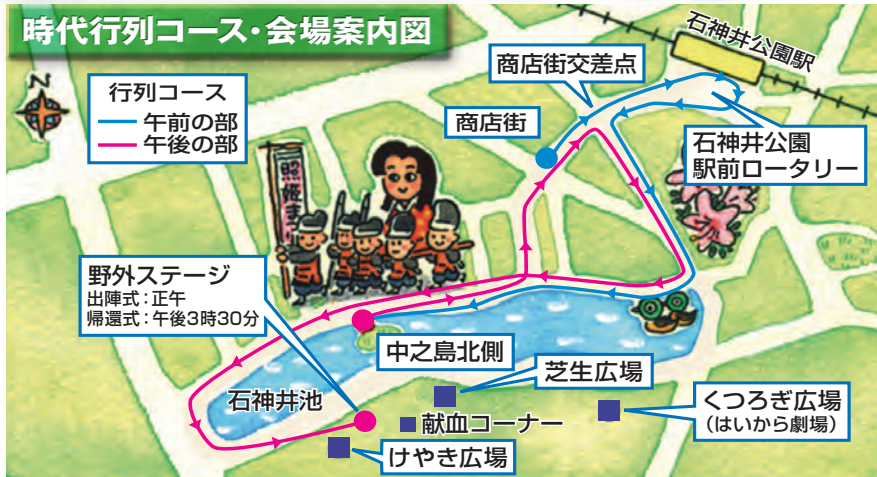 時代行列コース・会場案内図
石神井公園駅
商店街交差点
行列コース
午前の部
午後の部
N
商店街
石神井公園
駅前ロータリー
照姫まつり
野外ステージ
出陣式：正午
帰還式：午後3時30分
中之島北側
芝生広場
石神井池
くつろぎ広場
（はいから劇場）
献血コーナー
けやき広場